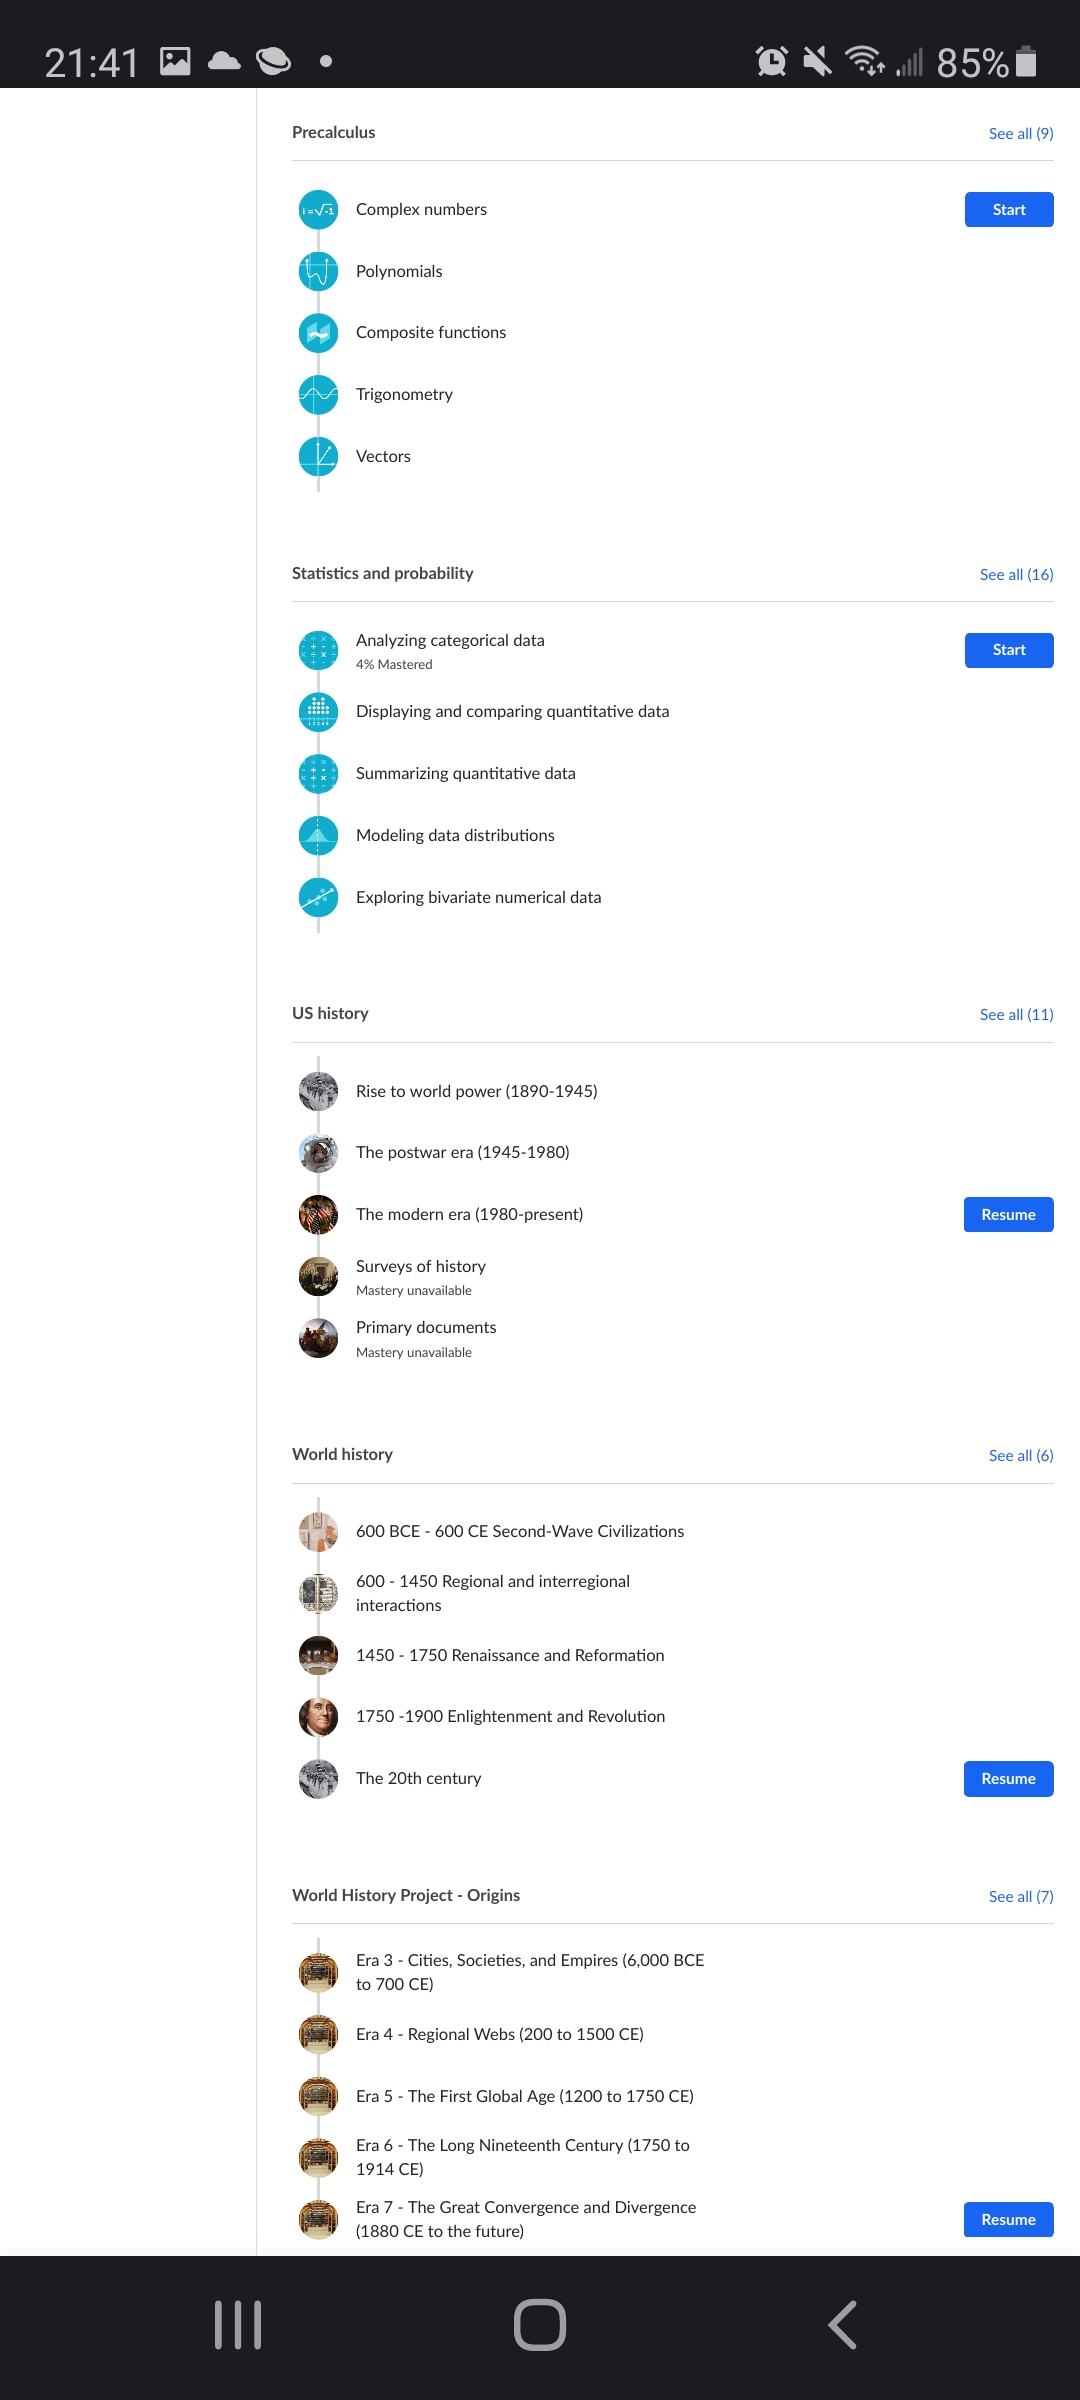 21:41
85%
Precalculus
See all (9)
i = √-1
Complex numbers
Start
Polynomials
Composite functions
Trigonometry
Vectors
Statistics and probability
See all (16)
Analyzing categorical data
Start
4% Mastered
Displaying and comparing quantitative data
Summarizing quantitative data
Modeling data distributions
Exploring bivariate numerical data
US history
See all (11)
Rise to world power (1890-1945)
The postwar era (1945-1980)
The modern era (1980-present)
Resume
Surveys of history
Mastery unavailable
Primary documents
Mastery unavailable
World history
See all (6)
600 BCE - 600 CE Second-Wave Civilizations
600 - 1450 Regional and interregional
interactions
1450 - 1750 Renaissance and Reformation
1750 -1900 Enlightenment and Revolution
The 20th century
Resume
World History Project - Origins
See all (7)
Era 3 - Cities, Societies, and Empires (6,000 BCE
to 700 CE)
Era 4 - Regional Webs (200 to 1500 CE)
Era 5 - The First Global Age (1200 to 1750 CE)
Era 6 - The Long Nineteenth Century (1750 to
1914 CE)
Era 7 - The Great Convergence and Divergence
(1880 CE to the future)
Resume